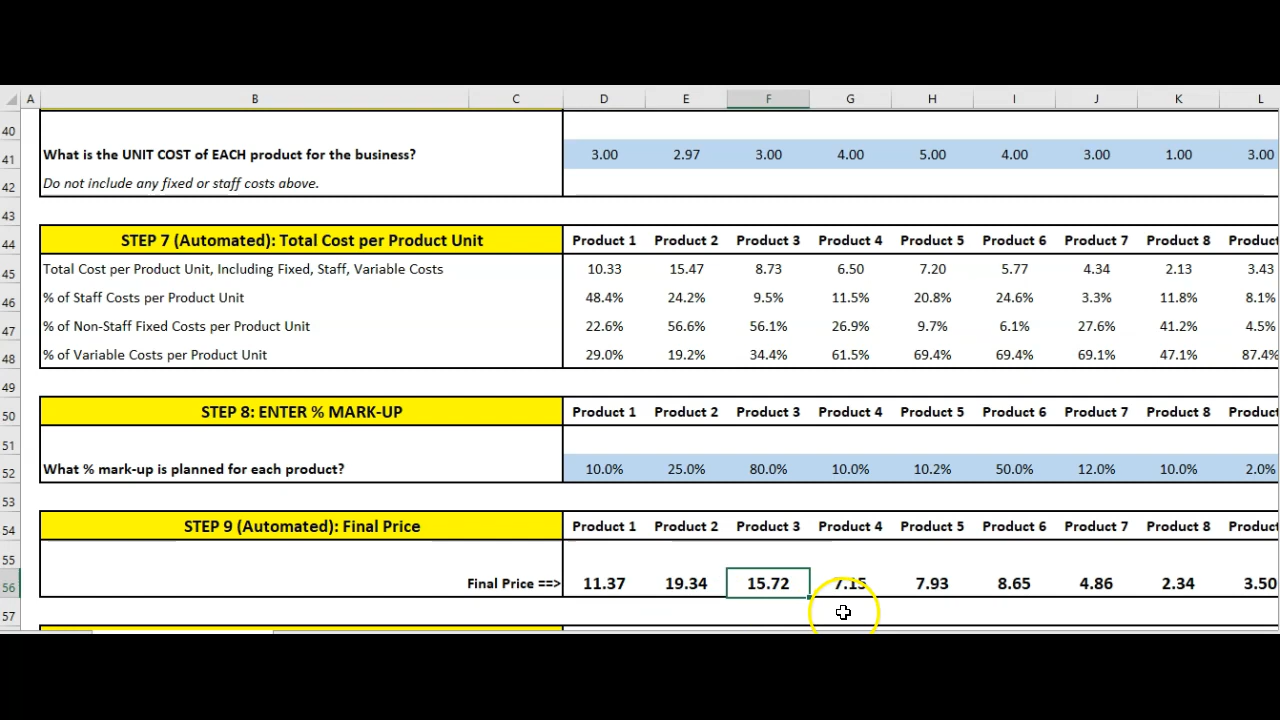 A B C D E F G H I J K L
40
41 What is the UNIT COST of EACH product for the business? 3.00 2.97 3.00 4.00 5.00 4.00 3.00 1.00 3.00
42 Do not include any fixed or staff costs above.
43
44 STEP 7 (Automated): Total Cost per Product Unit Product 1 Product 2 Product 3 Product 4 Product 5 Product 6 Product 7 Product 8 Product
45 Total Cost per Product Unit, Including Fixed, Staff, Variable Costs 10.33 15.47 8.73 6.50 7.20 5.77 4.34 2.13 3.43
46 % of Staff Costs per Product Unit 48.4% 24.2% 9.5% 11.5% 20.8% 24.6% 3.3% 11.8% 8.1%
47 % of Non-Staff Fixed Costs per Product Unit 22.6% 56.6% 56.1% 26.9% 9.7% 6.1% 27.6% 41.2% 4.5%
48 % of Variable Costs per Product Unit 29.0% 19.2% 34.4% 61.5% 69.4% 69.4% 69.1% 47.1% 87.4%
49
50 STEP 8: ENTER % MARK-UP Product 1 Product 2 Product 3 Product 4 Product 5 Product 6 Product 7 Product 8 Product
51
52 What % mark-up is planned for each product? 10.0% 25.0% 80.0% 10.0% 10.2% 50.0% 12.0% 10.0% 2.0%
53
54 STEP 9 (Automated): Final Price Product 1 Product 2 Product 3 Product 4 Product 5 Product 6 Product 7 Product 8 Product
55
56 Final Price ==> 11.37 19.34 15.72 7.15 7.93 8.65 4.86 2.34 3.50
57